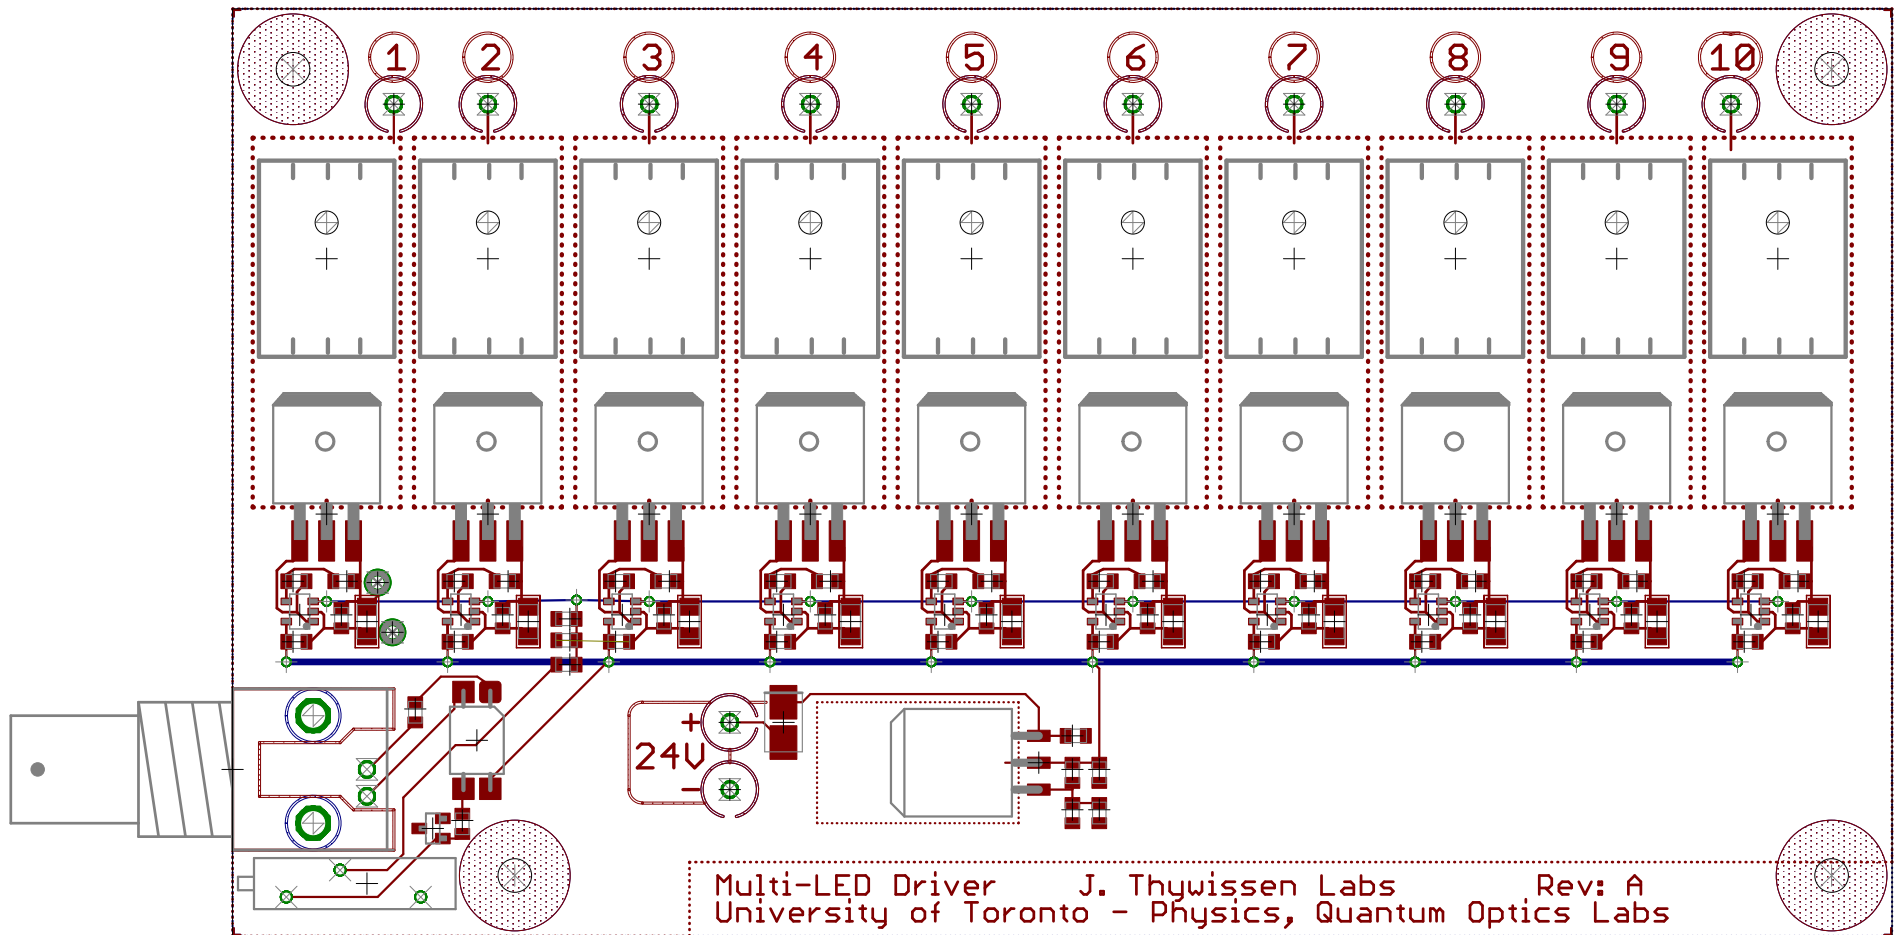 1 2 3 4 5 6 7 8 9 10
+
24V
-
Multi-LED Driver J. Thywissen Labs Rev: A
University of Toronto - Physics, Quantum Optics Labs